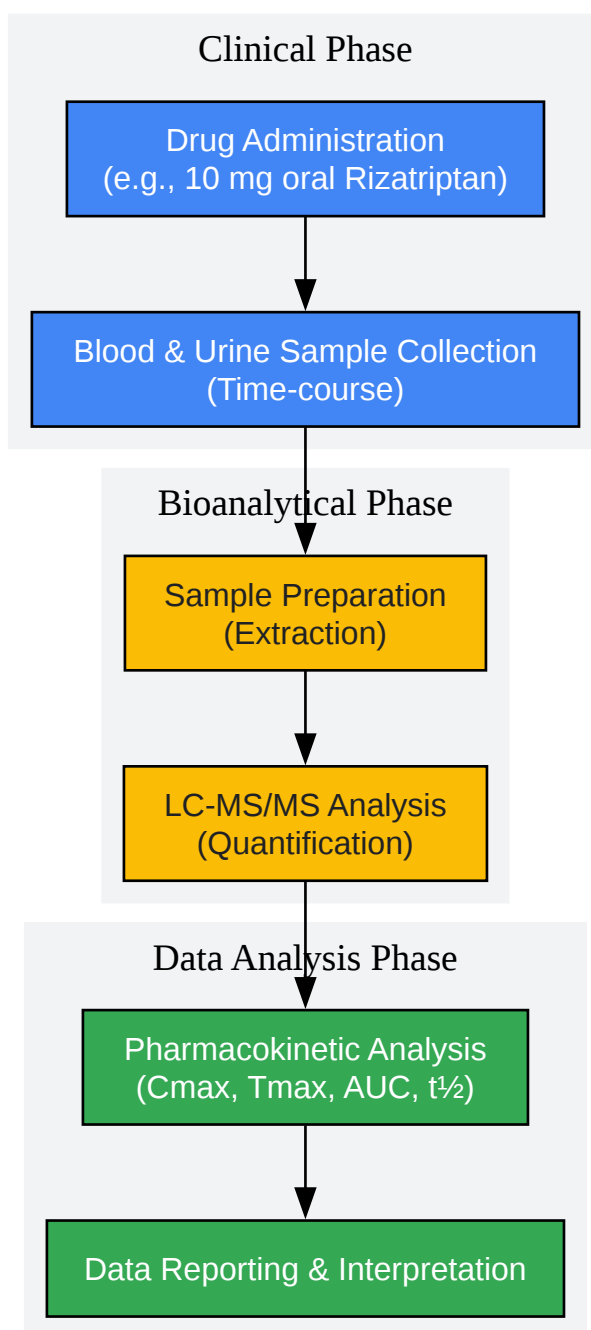 Clinical Phase
Drug Administration
(e.g., 10 mg oral Rizatriptan)
Blood & Urine Sample Collection
(Time-course)
Bioanalytical Phase
Sample Preparation
(Extraction)
LC-MS/MS Analysis
(Quantification)
Data Analysis Phase
Pharmacokinetic Analysis
(Cmax, Tmax, AUC, t½)
Data Reporting & Interpretation